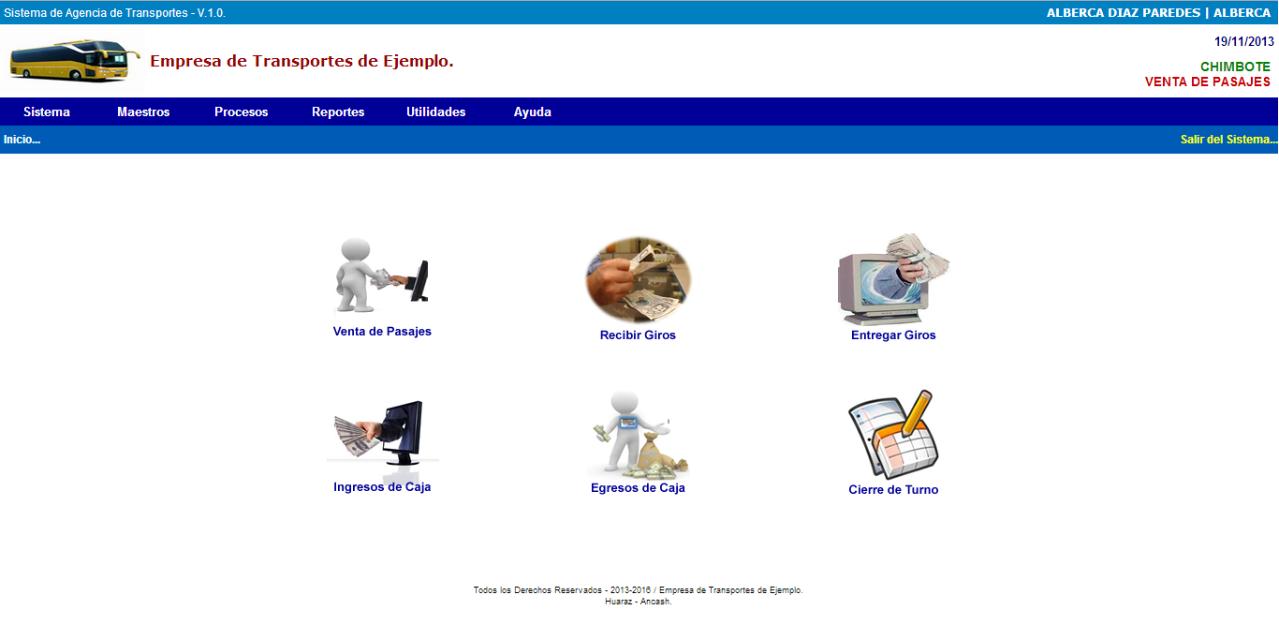 Sistema de Agencia de Transportes - V.1.0.
ALBERCA DIAZ PAREDES | ALBERCA
19/11/2013
Empresa de Transportes de Ejemplo.
CHIMBOTE
VENTA DE PASAJES
Sistema Maestros Procesos Reportes Utilidades Ayuda
Inicio... Salir del Sistema...
Venta de Pasajes Recibir Giros Entregar Giros
Ingresos de Caja Egresos de Caja Cierre de Turno
Todos los Derechos Reservados - 2013-2016 / Empresa de Transportes de Ejemplo.
Huaraz - Ancash.